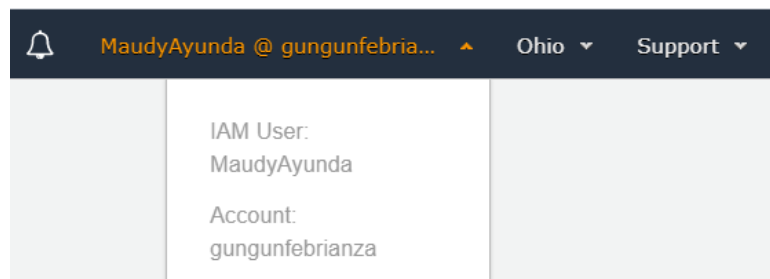 MaudyAyunda @ gungunfebria... Ohio Support
IAM User:
MaudyAyunda
Account:
gungunfebrianza